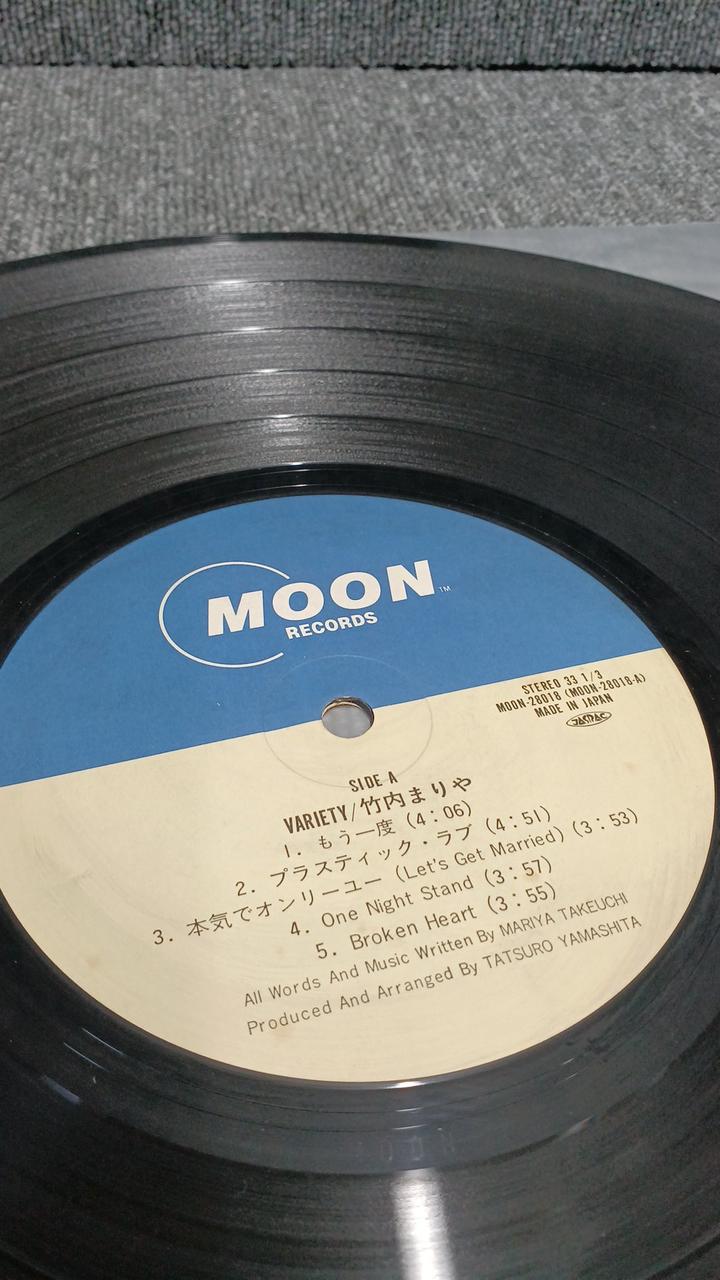 MOON™
RECORDS
STEREO 33 1/3
MOON-28018 (MOON-28018-A)
MADE IN JAPAN
JASRAC
SIDE A
VARIETY/竹内まりや
1. もう一度 (4:06)
2. プラスティック・ラブ (4:51)
3. 本気でオンリーユー (Let's Get Married) (3:53)
4. One Night Stand (3:57)
5. Broken Heart (3:55)
All Words And Music Written By MARIYA TAKEUCHI
Produced And Arranged By TATSURO YAMASHITA